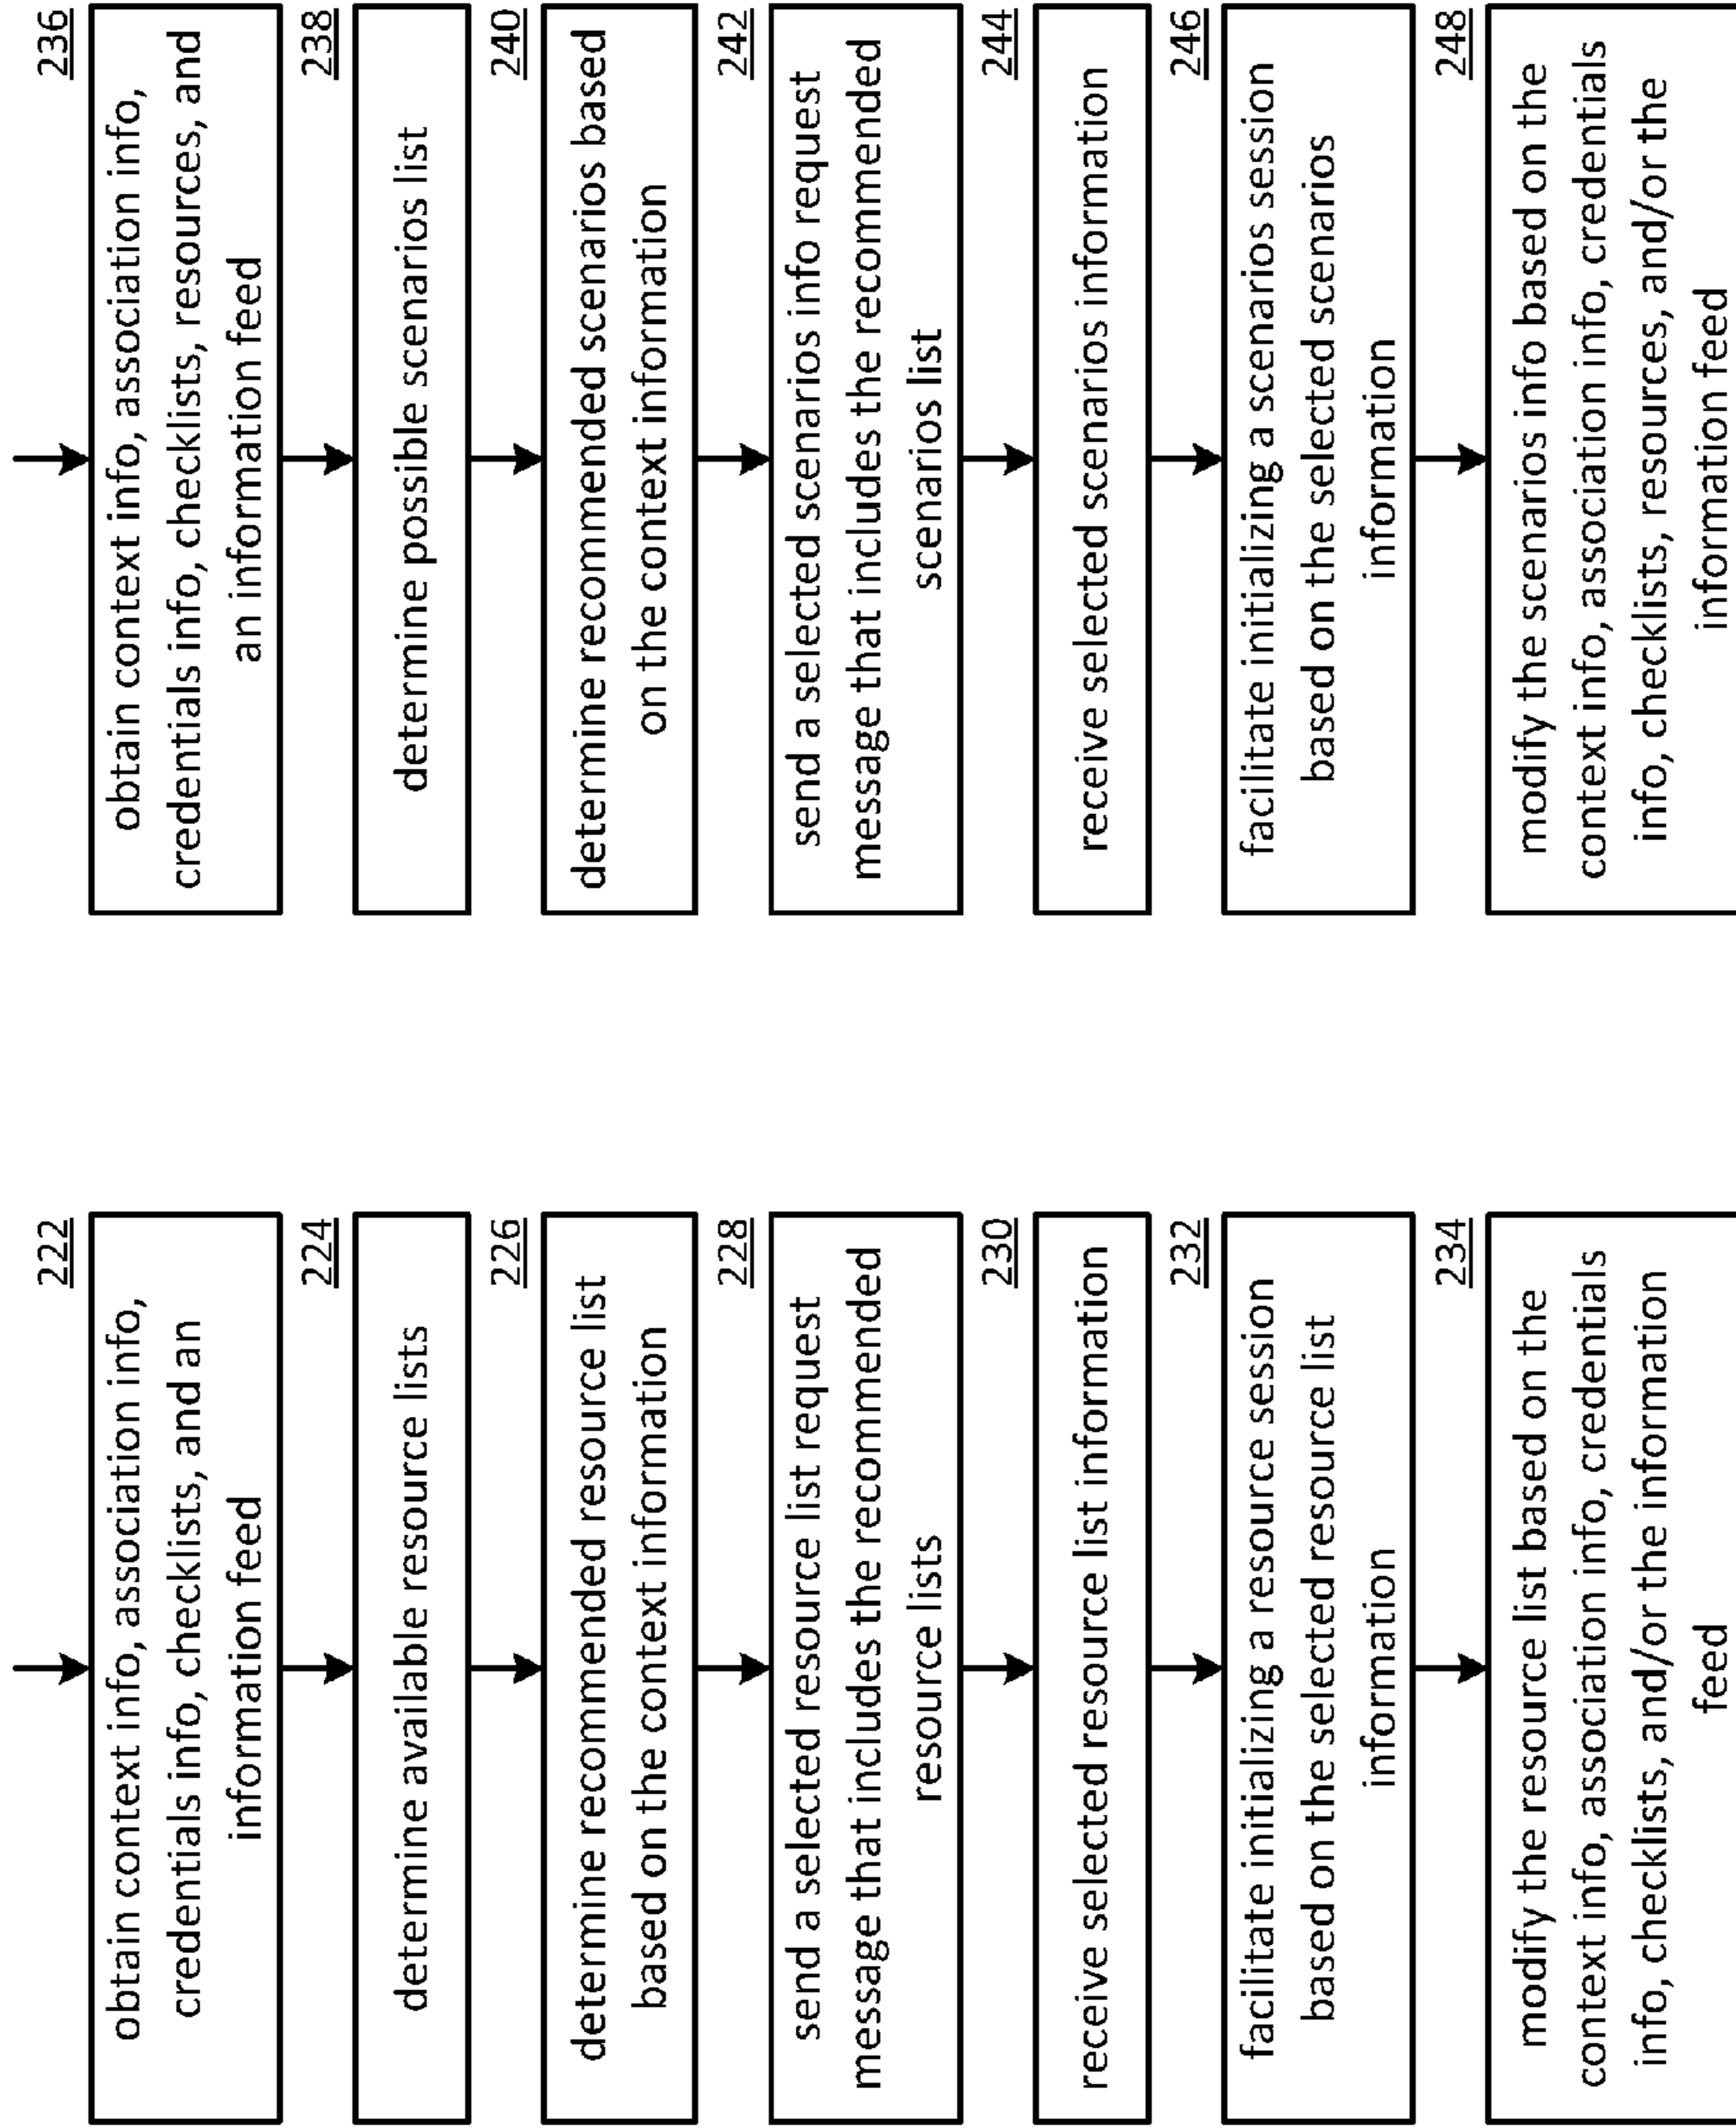 222
obtain context info, association info,
credentials info, checklists, and an
information feed
224
determine available resource lists
226
determine recommended resource list
based on the context information
228
send a selected resource list request
message that includes the recommended
resource lists
230
receive selected resource list information
232
facilitate initializing a resource session
based on the selected resource list
information
234
modify the resource list based on the
context info, association info, credentials
info, checklists, and/or the information
feed
236
obtain context info, association info,
credentials info, checklists, resources, and
an information feed
238
determine possible scenarios list
240
determine recommended scenarios based
on the context information
242
send a selected scenarios info request
message that includes the recommended
scenarios list
244
receive selected scenarios information
246
facilitate initializing a scenarios session
based on the selected scenarios
information
248
modify the scenarios info based on the
context info, association info, credentials
info, checklists, resources, and/or the
information feed